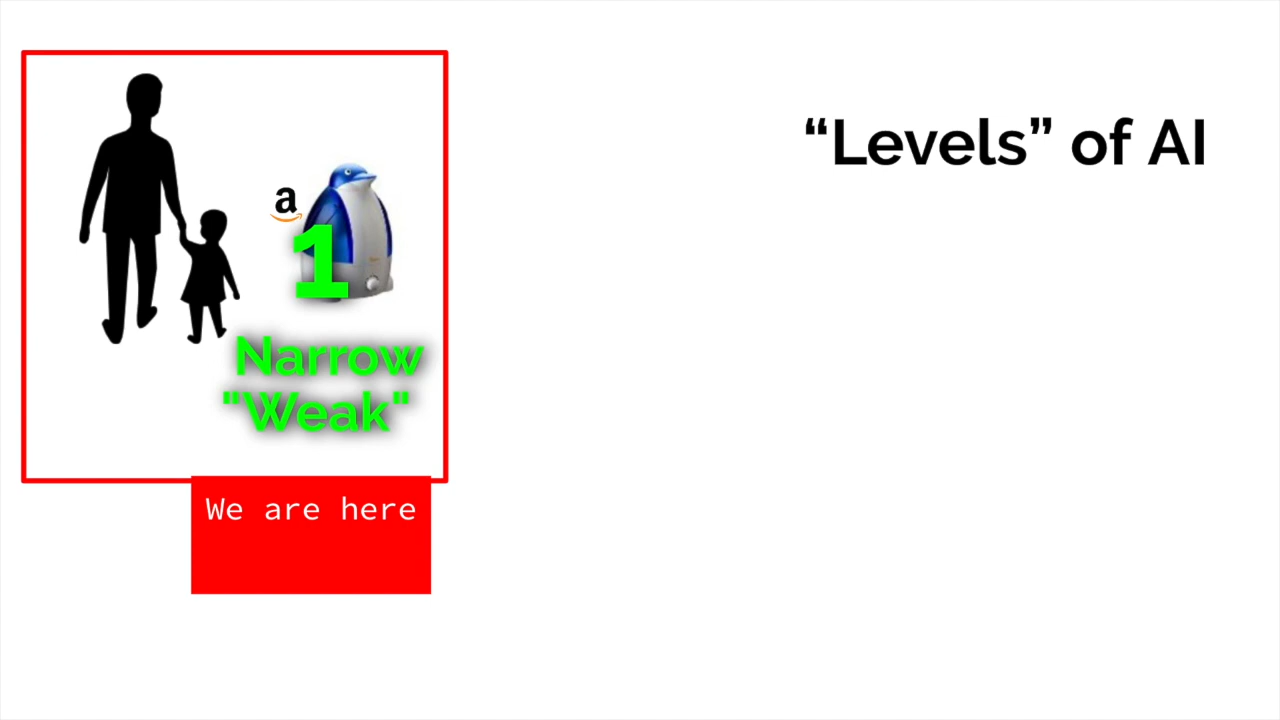 “Levels” of AI
a
1
Narrow
"Weak"
We are here